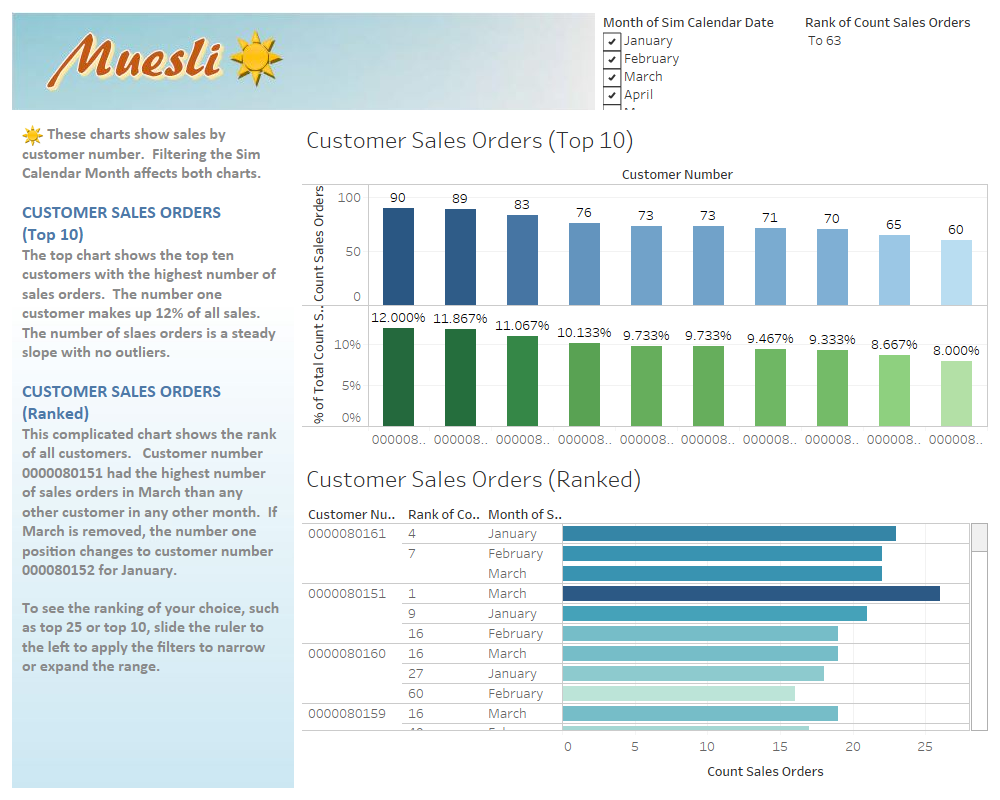 Muesli
Month of Sim Calendar Date
January
February
March
April
Rank of Count Sales Orders
To 63
These charts show sales by
customer number.  Filtering the Sim
Calendar Month affects both charts.
CUSTOMER SALES ORDERS
(Top 10)
The top chart shows the top ten
customers with the highest number of
sales orders.  The number one
customer makes up 12% of all sales.
The number of slaes orders is a steady
slope with no outliers.
CUSTOMER SALES ORDERS
(Ranked)
This complicated chart shows the rank
of all customers.   Customer number
0000080151 had the highest number
of sales orders in March than any
other customer in any other month.  If
March is removed, the number one
position changes to customer number
000080152 for January.
To see the ranking of your choice, such
as top 25 or top 10, slide the ruler to
the left to apply the filters to narrow
or expand the range.
Customer Sales Orders (Top 10)
Customer Number
Count Sales Orders
100
50
0
90 89 83 76 73 73 71 70 65 60
% of Total Count S..
10%
5%
0%
12.000% 11.867% 11.067% 10.133% 9.733% 9.733% 9.467% 9.333% 8.667% 8.000%
000008.. 000008.. 000008.. 000008.. 000008.. 000008.. 000008.. 000008.. 000008.. 000008..
Customer Sales Orders (Ranked)
Customer Nu.. Rank of Co.. Month of S..
0000080161 4 January
7 February
March
0000080151 1 March
9 January
16 February
0000080160 16 March
27 January
60 February
0000080159 16 March
0 5 10 15 20 25
Count Sales Orders